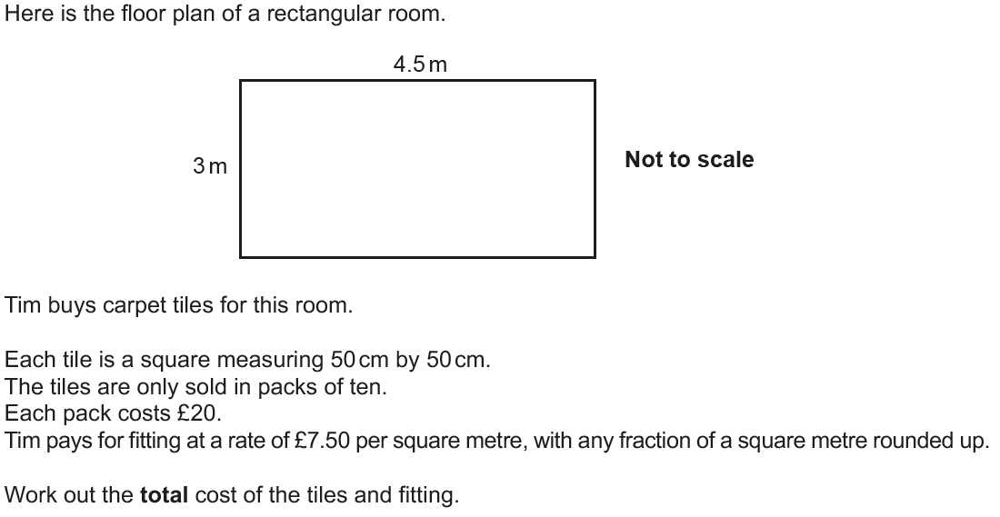 Here is the floor plan of a rectangular room.
4.5 m
3 m
Not to scale
Tim buys carpet tiles for this room.
Each tile is a square measuring 50 cm by 50 cm.
The tiles are only sold in packs of ten.
Each pack costs £20.
Tim pays for fitting at a rate of £7.50 per square metre, with any fraction of a square metre rounded up.
Work out the total cost of the tiles and fitting.